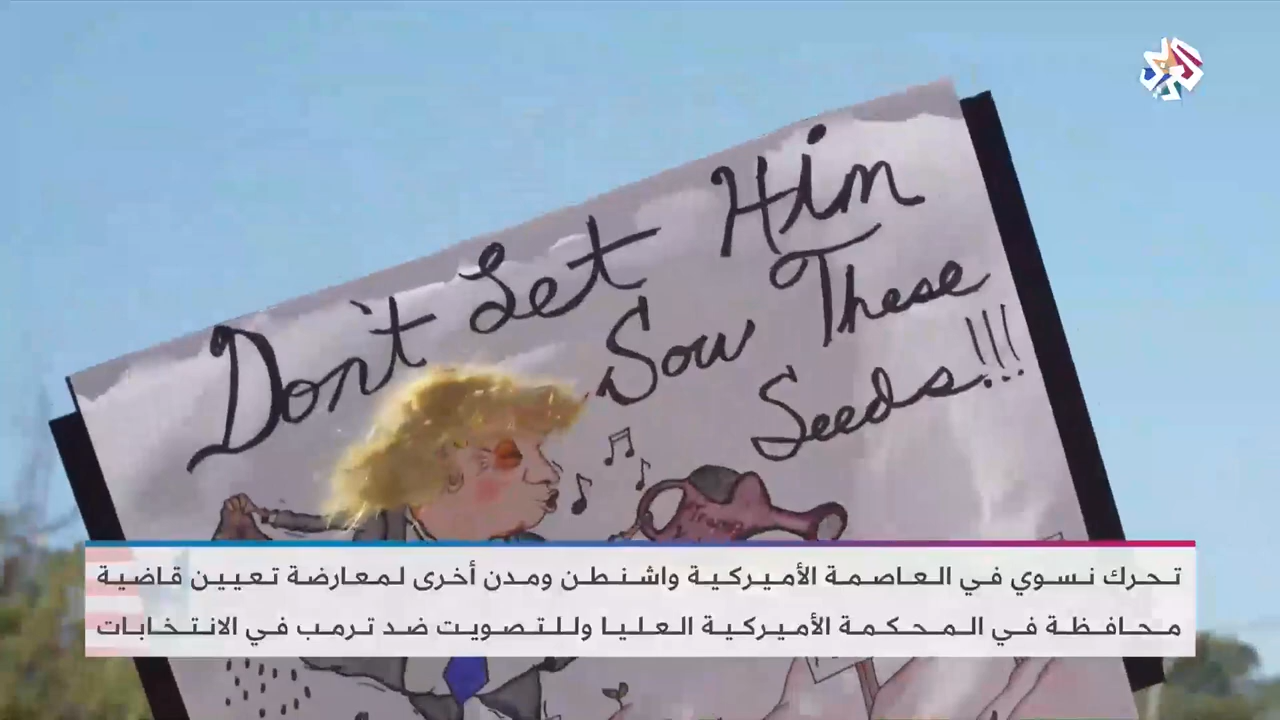 Don't Let Him
Sow These
Seeds!!!
Trump
تحرك نسوي في العاصمة الأميركية واشنطن ومدن أخرى لمعارضة تعيين قاضية
محافظة في المحكمة الأميركية العليا وللتصويت ضد ترمب في الانتخابات